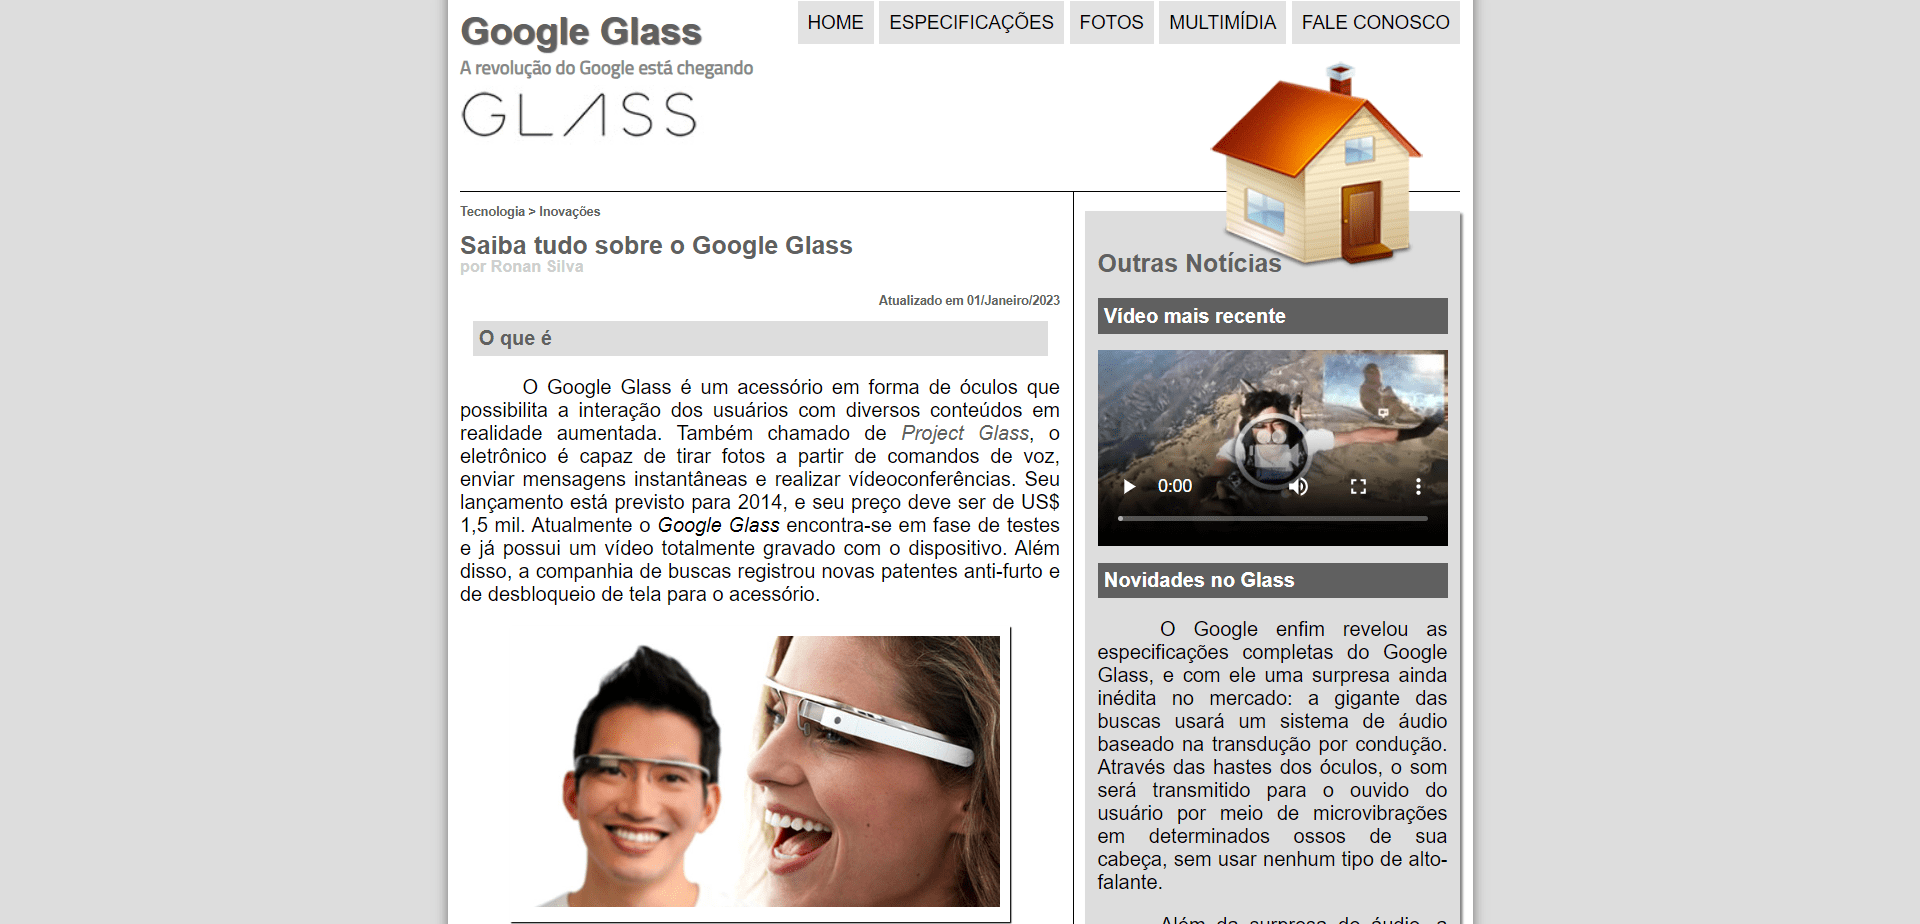 Google Glass
A revolução do Google está chegando
GLASS
HOME
ESPECIFICAÇÕES
FOTOS
MULTIMÍDIA
FALE CONOSCO
Tecnologia > Inovações
Saiba tudo sobre o Google Glass
por Ronan Silva
Atualizado em 01/Janeiro/2023
O que é
O Google Glass é um acessório em forma de óculos que
possibilita a interação dos usuários com diversos conteúdos em
realidade aumentada. Também chamado de Project Glass, o
eletrônico é capaz de tirar fotos a partir de comandos de voz,
enviar mensagens instantâneas e realizar vídeoconferências. Seu
lançamento está previsto para 2014, e seu preço deve ser de US$
1,5 mil. Atualmente o Google Glass encontra-se em fase de testes
e já possui um vídeo totalmente gravado com o dispositivo. Além
disso, a companhia de buscas registrou novas patentes anti-furto e
de desbloqueio de tela para o acessório.
Outras Notícias
Vídeo mais recente
0:00
Novidades no Glass
O Google enfim revelou as
especificações completas do Google
Glass, e com ele uma surpresa ainda
inédita no mercado: a gigante das
buscas usará um sistema de áudio
baseado na transdução por condução.
Através das hastes dos óculos, o som
será transmitido para o ouvido do
usuário por meio de microvibrações
em determinados ossos de sua
cabeça, sem usar nenhum tipo de alto-
falante.
Além da surpresa do áudio, a